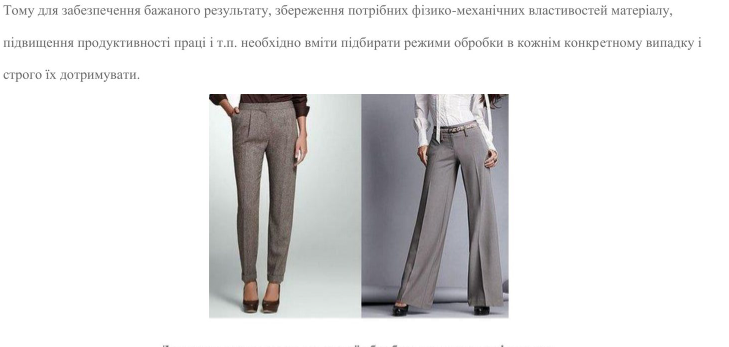 Тому для забезпечення бажаного результату, збереження потрібних фізико-механічних властивостей матеріалу,
підвищення продуктивності праці і т.п. необхідно вміти підбирати режими обробки в кожнім конкретному випадку і
строго їх дотримувати.